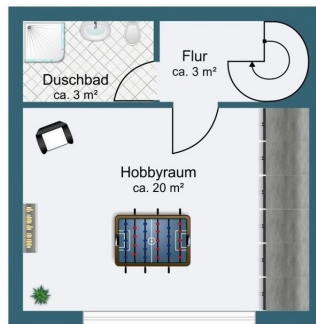 Flur
ca. 3 m²
Duschbad
ca. 3 m²
Hobbyraum
ca. 20 m²